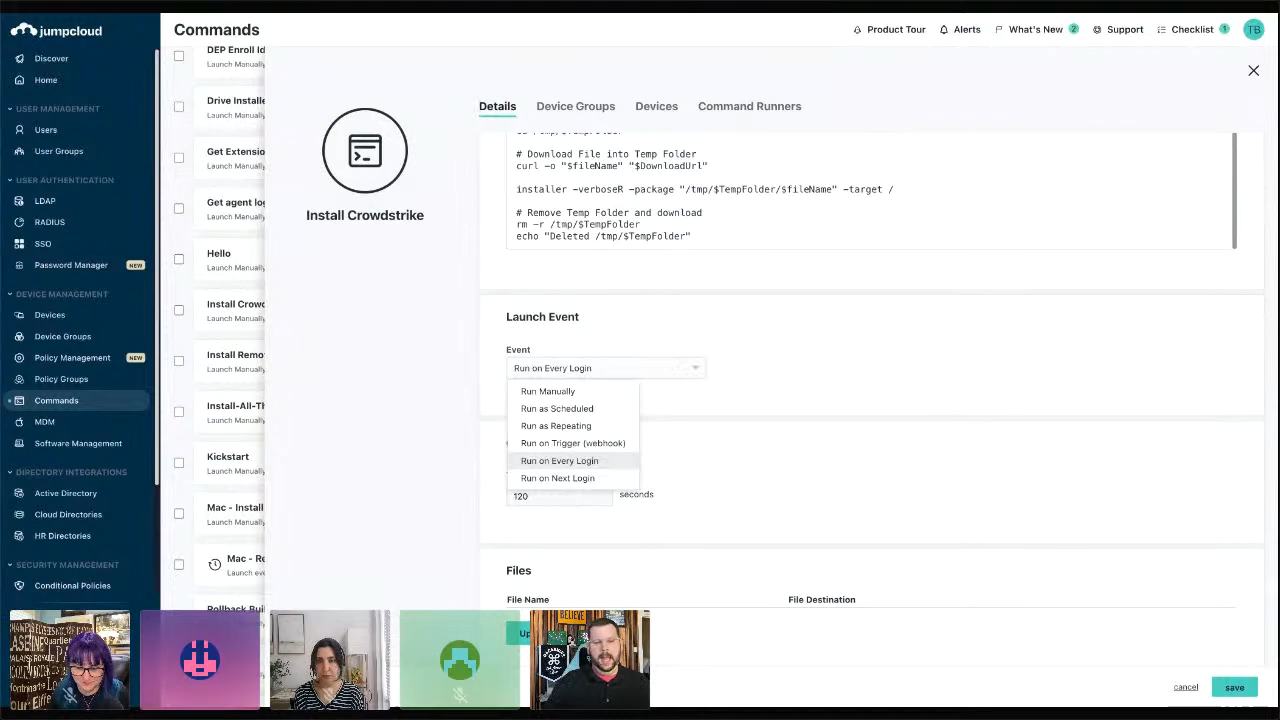 jumpcloud
Commands
Product Tour
Alerts
What's New
2
Support
Checklist
1
TB
Discover
Home
USER MANAGEMENT
Users
User Groups
USER AUTHENTICATION
LDAP
RADIUS
SSO
Password Manager
NEW
DEVICE MANAGEMENT
Devices
Device Groups
Policy Management
NEW
Policy Groups
Commands
MDM
Software Management
DIRECTORY INTEGRATIONS
Active Directory
Cloud Directories
HR Directories
SECURITY MANAGEMENT
Conditional Policies
DEP Enroll Id
Launch Manually
Drive Installe
Launch Manually
Get Extensio
Launch Manually
Get agent log
Launch Manually
Hello
Launch Manually
Install Crowd
Launch Manually
Install Remo
Launch Manually
Install-All-Th
Launch Manually
Kickstart
Launch Manually
Mac - Install
Launch Manually
Mac - Re
Launch eve
Rollback Buil
Install Crowdstrike
Details
Device Groups
Devices
Command Runners
# Download File into Temp Folder
curl -o "$fileName" "$DownloadUrl"
installer -verboseR -package "/tmp/$TempFolder/$fileName" -target /
# Remove Temp Folder and download
rm -r /tmp/$TempFolder
echo "Deleted /tmp/$TempFolder"
Launch Event
Event
Run on Every Login
Run Manually
Run as Scheduled
Run as Repeating
Run on Trigger (webhook)
Run on Every Login
Run on Next Login
120
seconds
Files
File Name
File Destination
Up
cancel
save
BELIEVE